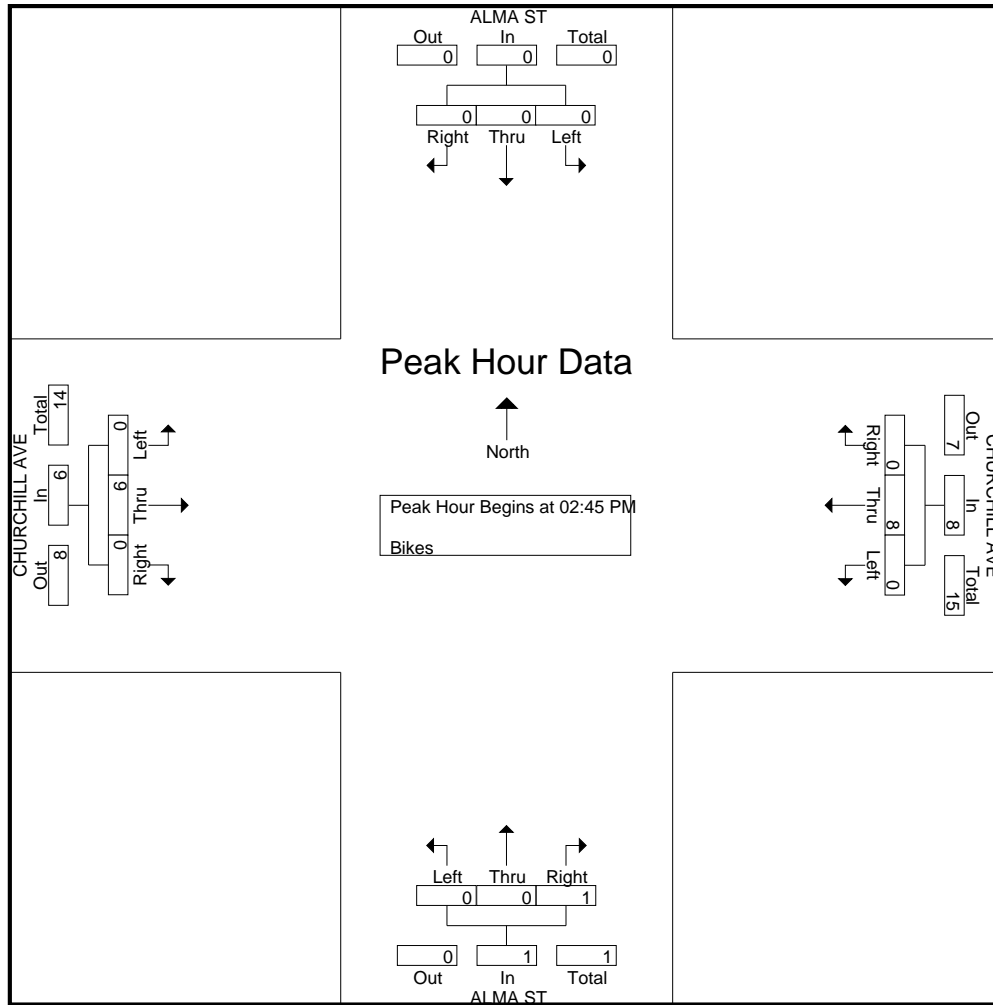 ALMA ST
Out In Total
0 0 0
0 0 0
Right Thru Left
Peak Hour Data
North
Peak Hour Begins at 02:45 PM
Bikes
CHURCHILL AVE
Out In Total
8 6 14
Right Thru Left
0 6 0
CHURCHILL AVE
Out In Total
7 8 15
Right Thru Left
0 8 0
Left Thru Right
0 0 1
0 1 1
Out In Total
ALMA ST